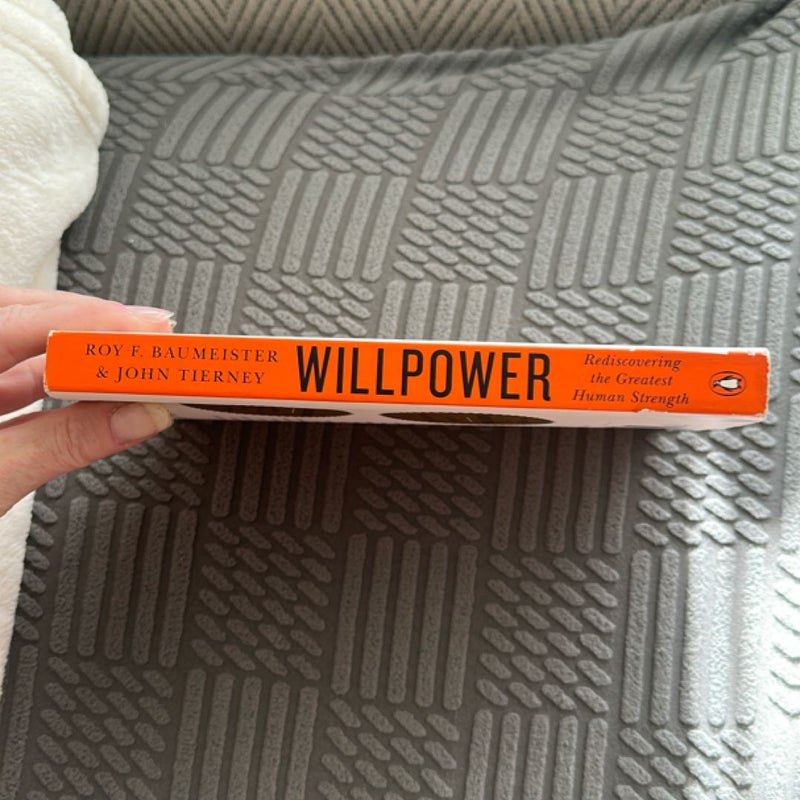 ROY F. BAUMEISTER
& JOHN TIERNEY
WILLPOWER
Rediscovering
the Greatest
Human Strength